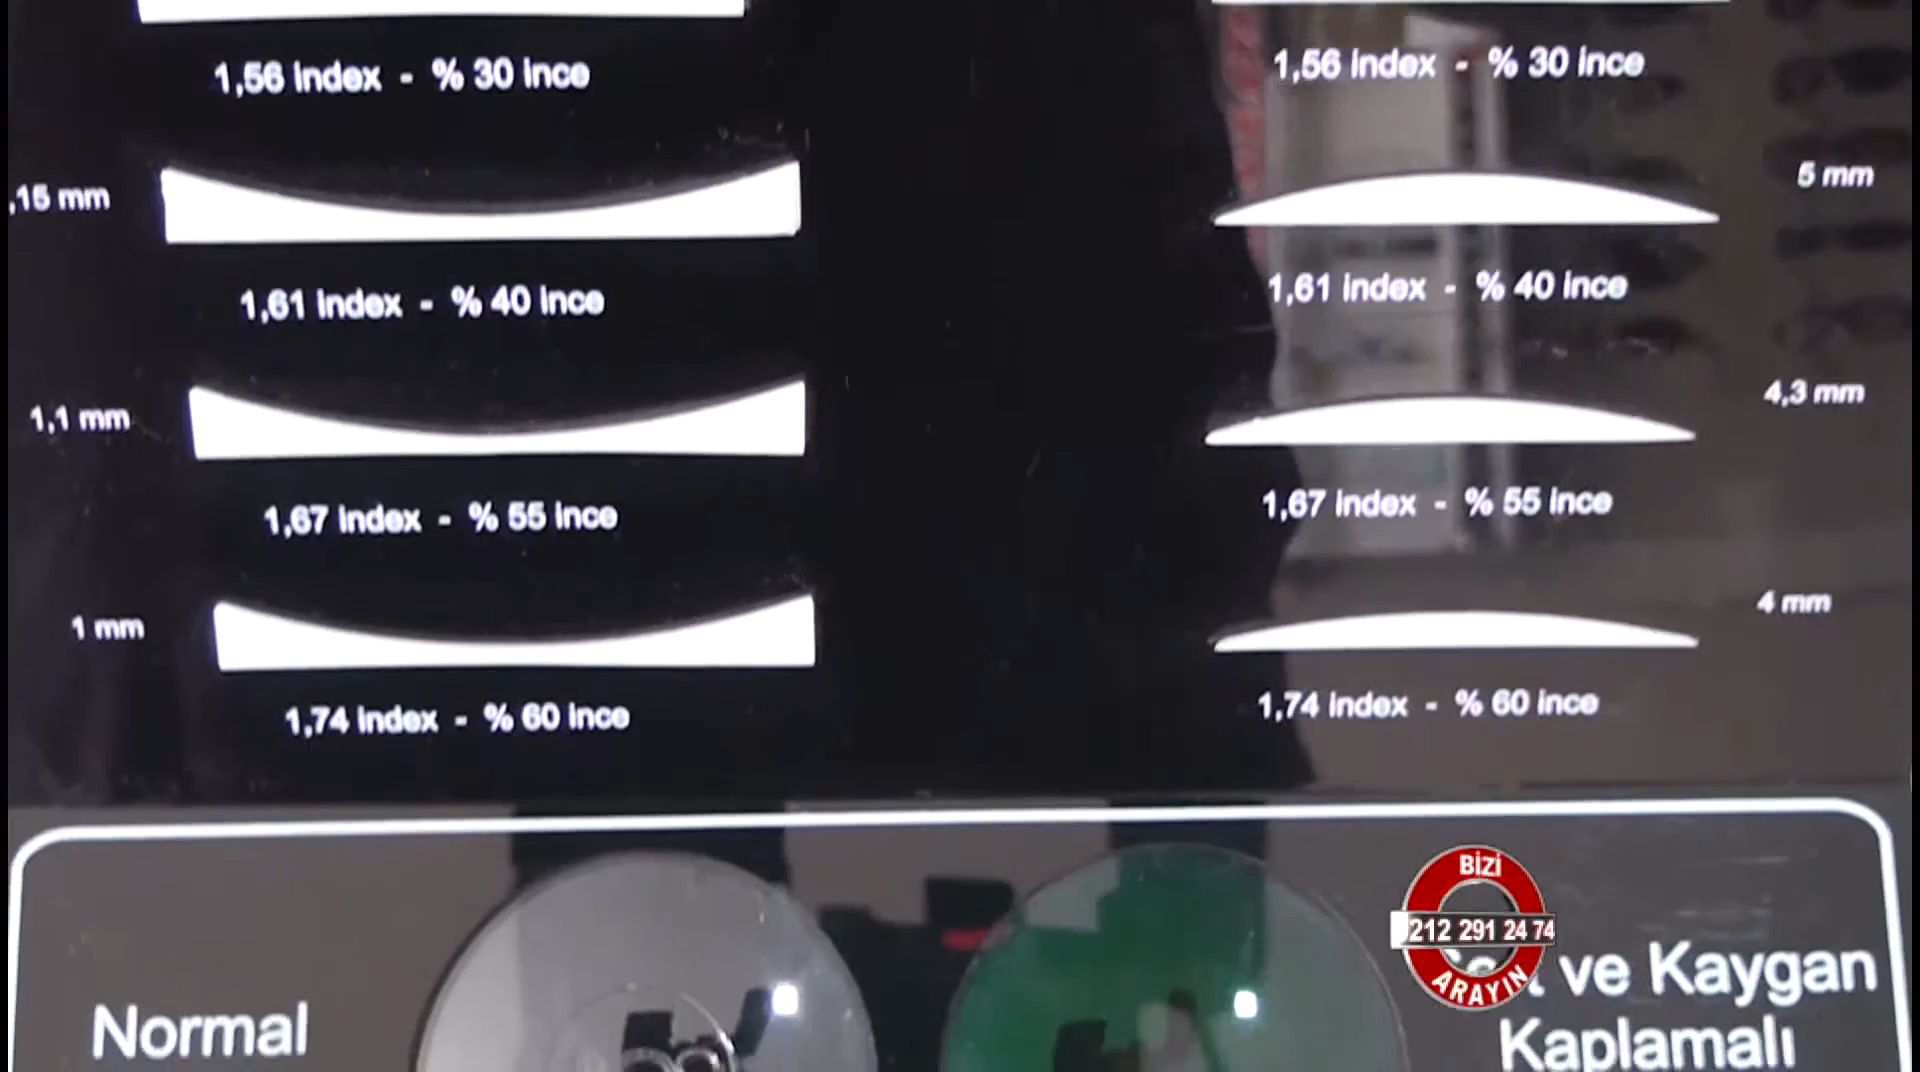 1,56 index - % 30 ince
1,56 index - % 30 ince
,15 mm
5 mm
1,61 index - % 40 ince
1,61 index - % 40 ince
1,1 mm
4,3 mm
1,67 index - % 55 ince
1,67 index - % 55 ince
1 mm
4 mm
1,74 index - % 60 ince
1,74 index - % 60 ince
BİZİ
212 291 24 74
ARAYIN
Normal
ve Kaygan
Kaplamalı